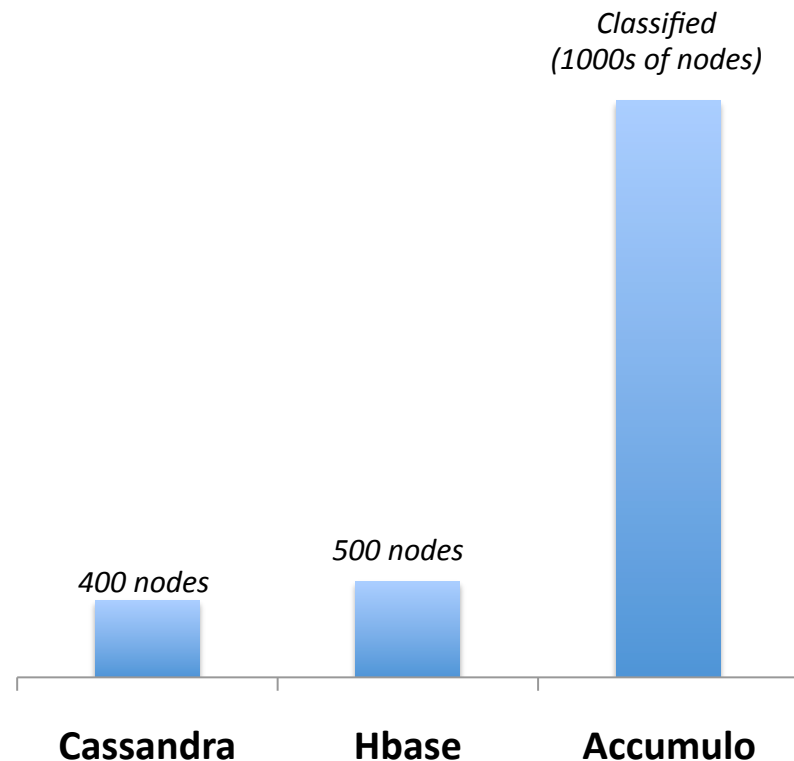 Classified
(1000s of nodes)
500 nodes
400 nodes
Cassandra
Hbase
Accumulo